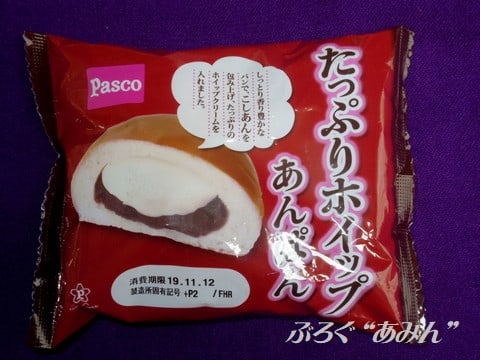 Pasco
しっとり香り豊かな
パンで、こしあんを
包み上げ、たっぷりの
ホイップクリームを
入れました。
たっぷりホイップ
あんぱん
消費期限 19.11.12
製造所固有記号 +P2 /FHR
ぶろぐ“あみん”